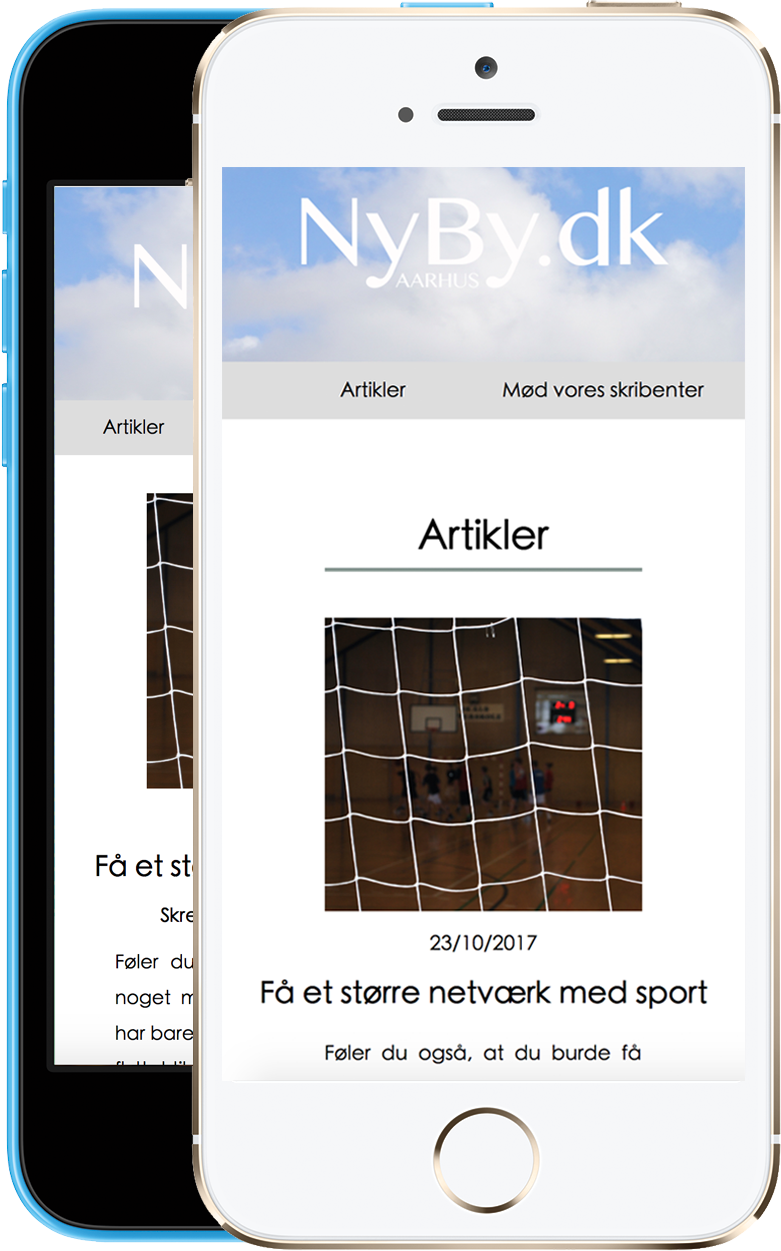 N
Artikler
Få et st
Skre
Føler du
noget m
har bare
NyBy.dk
AARHUS
Artikler
Mød vores skribenter
Artikler
23/10/2017
Få et større netværk med sport
Føler du også, at du burde få